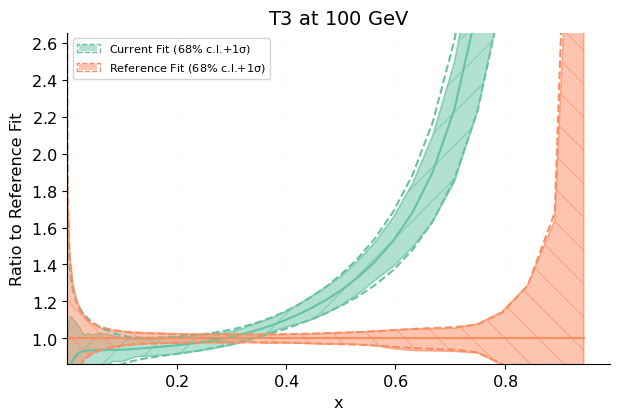 T3 at 100 GeV
Current Fit (68% c.l.+1σ)
Reference Fit (68% c.l.+1σ)
Ratio to Reference Fit
2.6
2.4
2.2
2.0
1.8
1.6
1.4
1.2
1.0
0.2
0.4
0.6
0.8
x